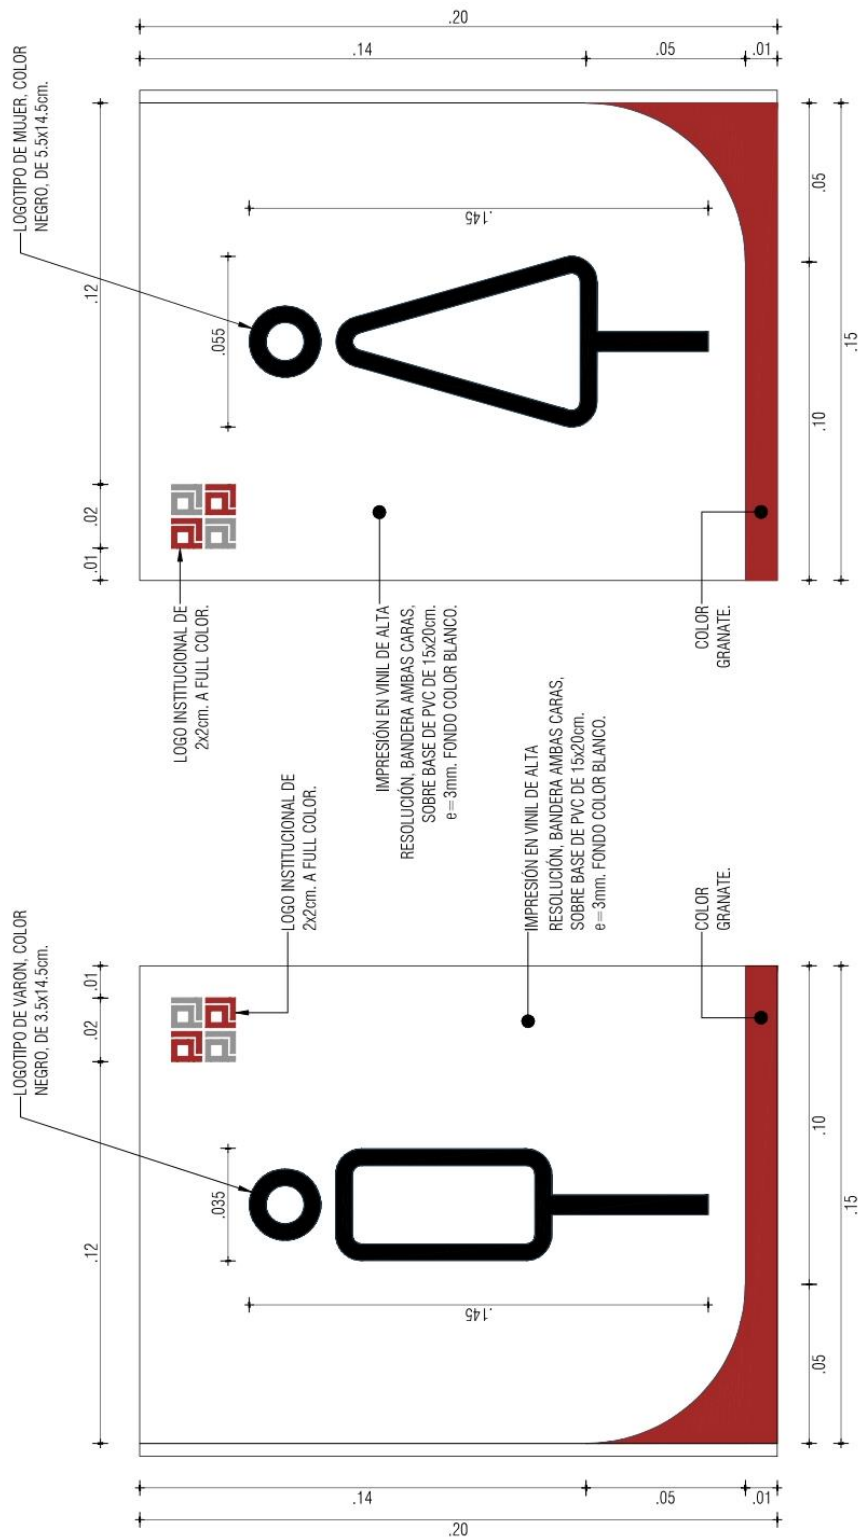 LOGOTIPO DE VARON, COLOR
NEGRO, DE 3.5x14.5cm.
.12
.02
.01
.20
.14
.05
.01
.035
.145
LOGO INSTITUCIONAL DE
2x2cm. A FULL COLOR.
IMPRESIÓN EN VINIL DE ALTA
RESOLUCIÓN, BANDERA AMBAS CARAS,
SOBRE BASE DE PVC DE 15x20cm.
e=3mm. FONDO COLOR BLANCO.
COLOR
GRANATE.
.05
.10
.15
LOGOTIPO DE MUJER, COLOR
NEGRO, DE 5.5x14.5cm.
.01
.02
.12
.20
.14
.05
.01
.055
.145
LOGO INSTITUCIONAL DE
2x2cm. A FULL COLOR.
IMPRESIÓN EN VINIL DE ALTA
RESOLUCIÓN, BANDERA AMBAS CARAS,
SOBRE BASE DE PVC DE 15x20cm.
e=3mm. FONDO COLOR BLANCO.
COLOR
GRANATE.
.10
.05
.15